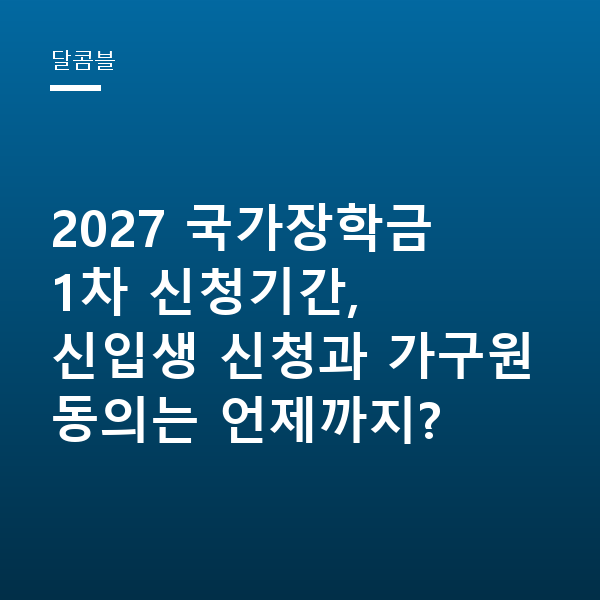 달콤블
2027 국가장학금
1차 신청기간,
신입생 신청과 가구원
동의는 언제까지?